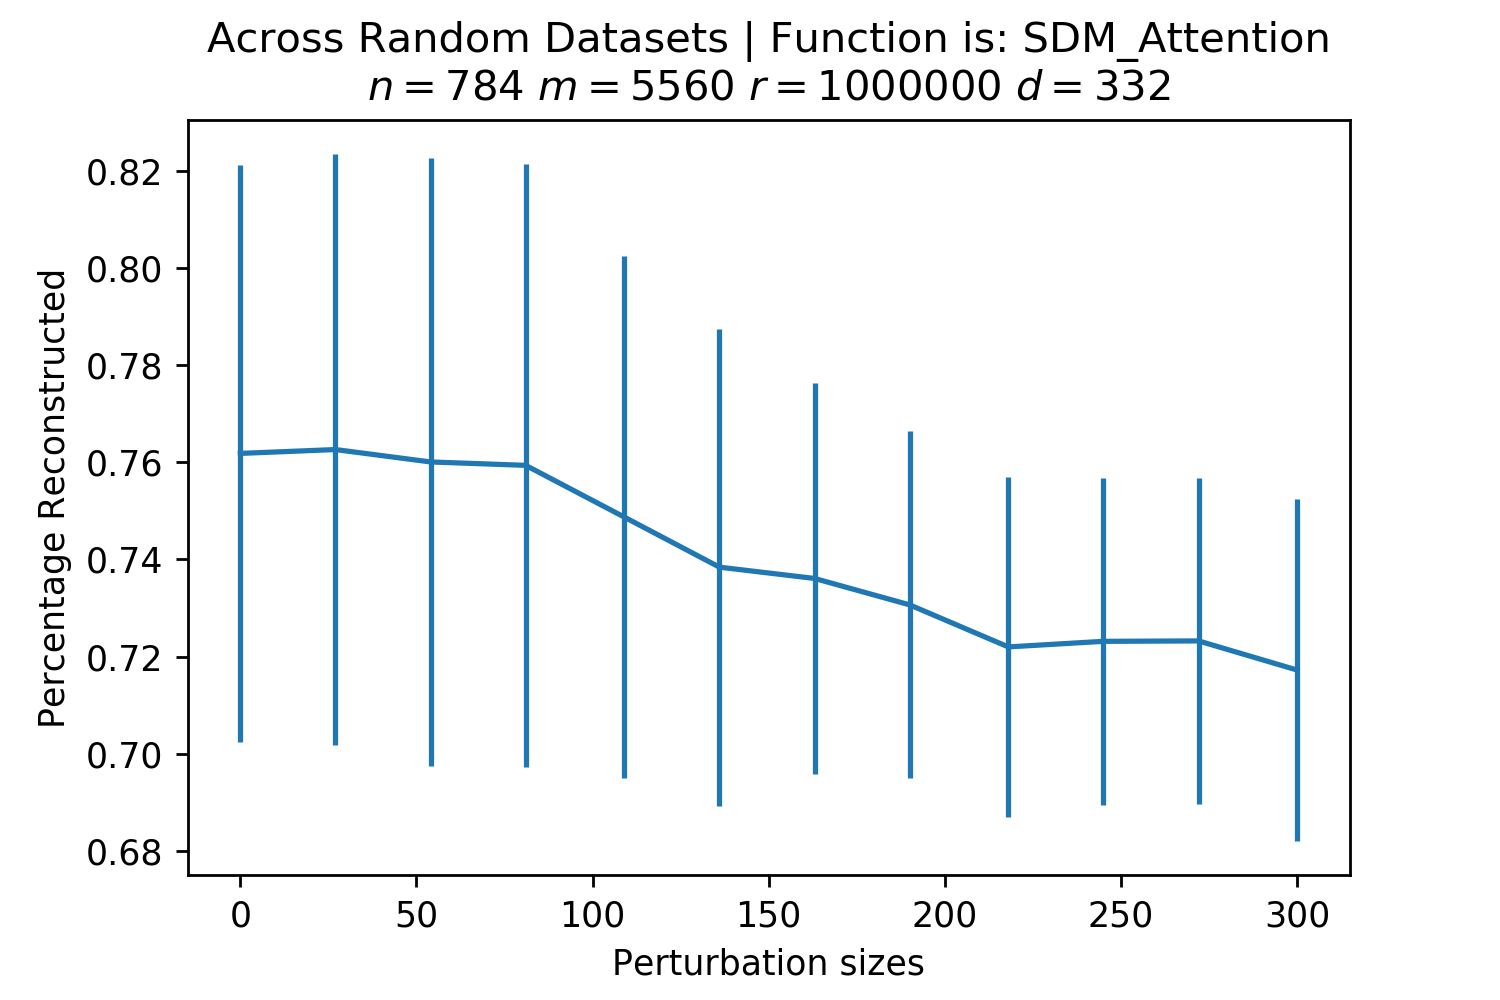 Across Random Datasets | Function is: SDM_Attention
n = 784 m = 5560 r = 1000000 d = 332
0.82
0.80
0.78
0.76
0.74
0.72
0.70
0.68
Percentage Reconstructed
0 50 100 150 200 250 300
Perturbation sizes